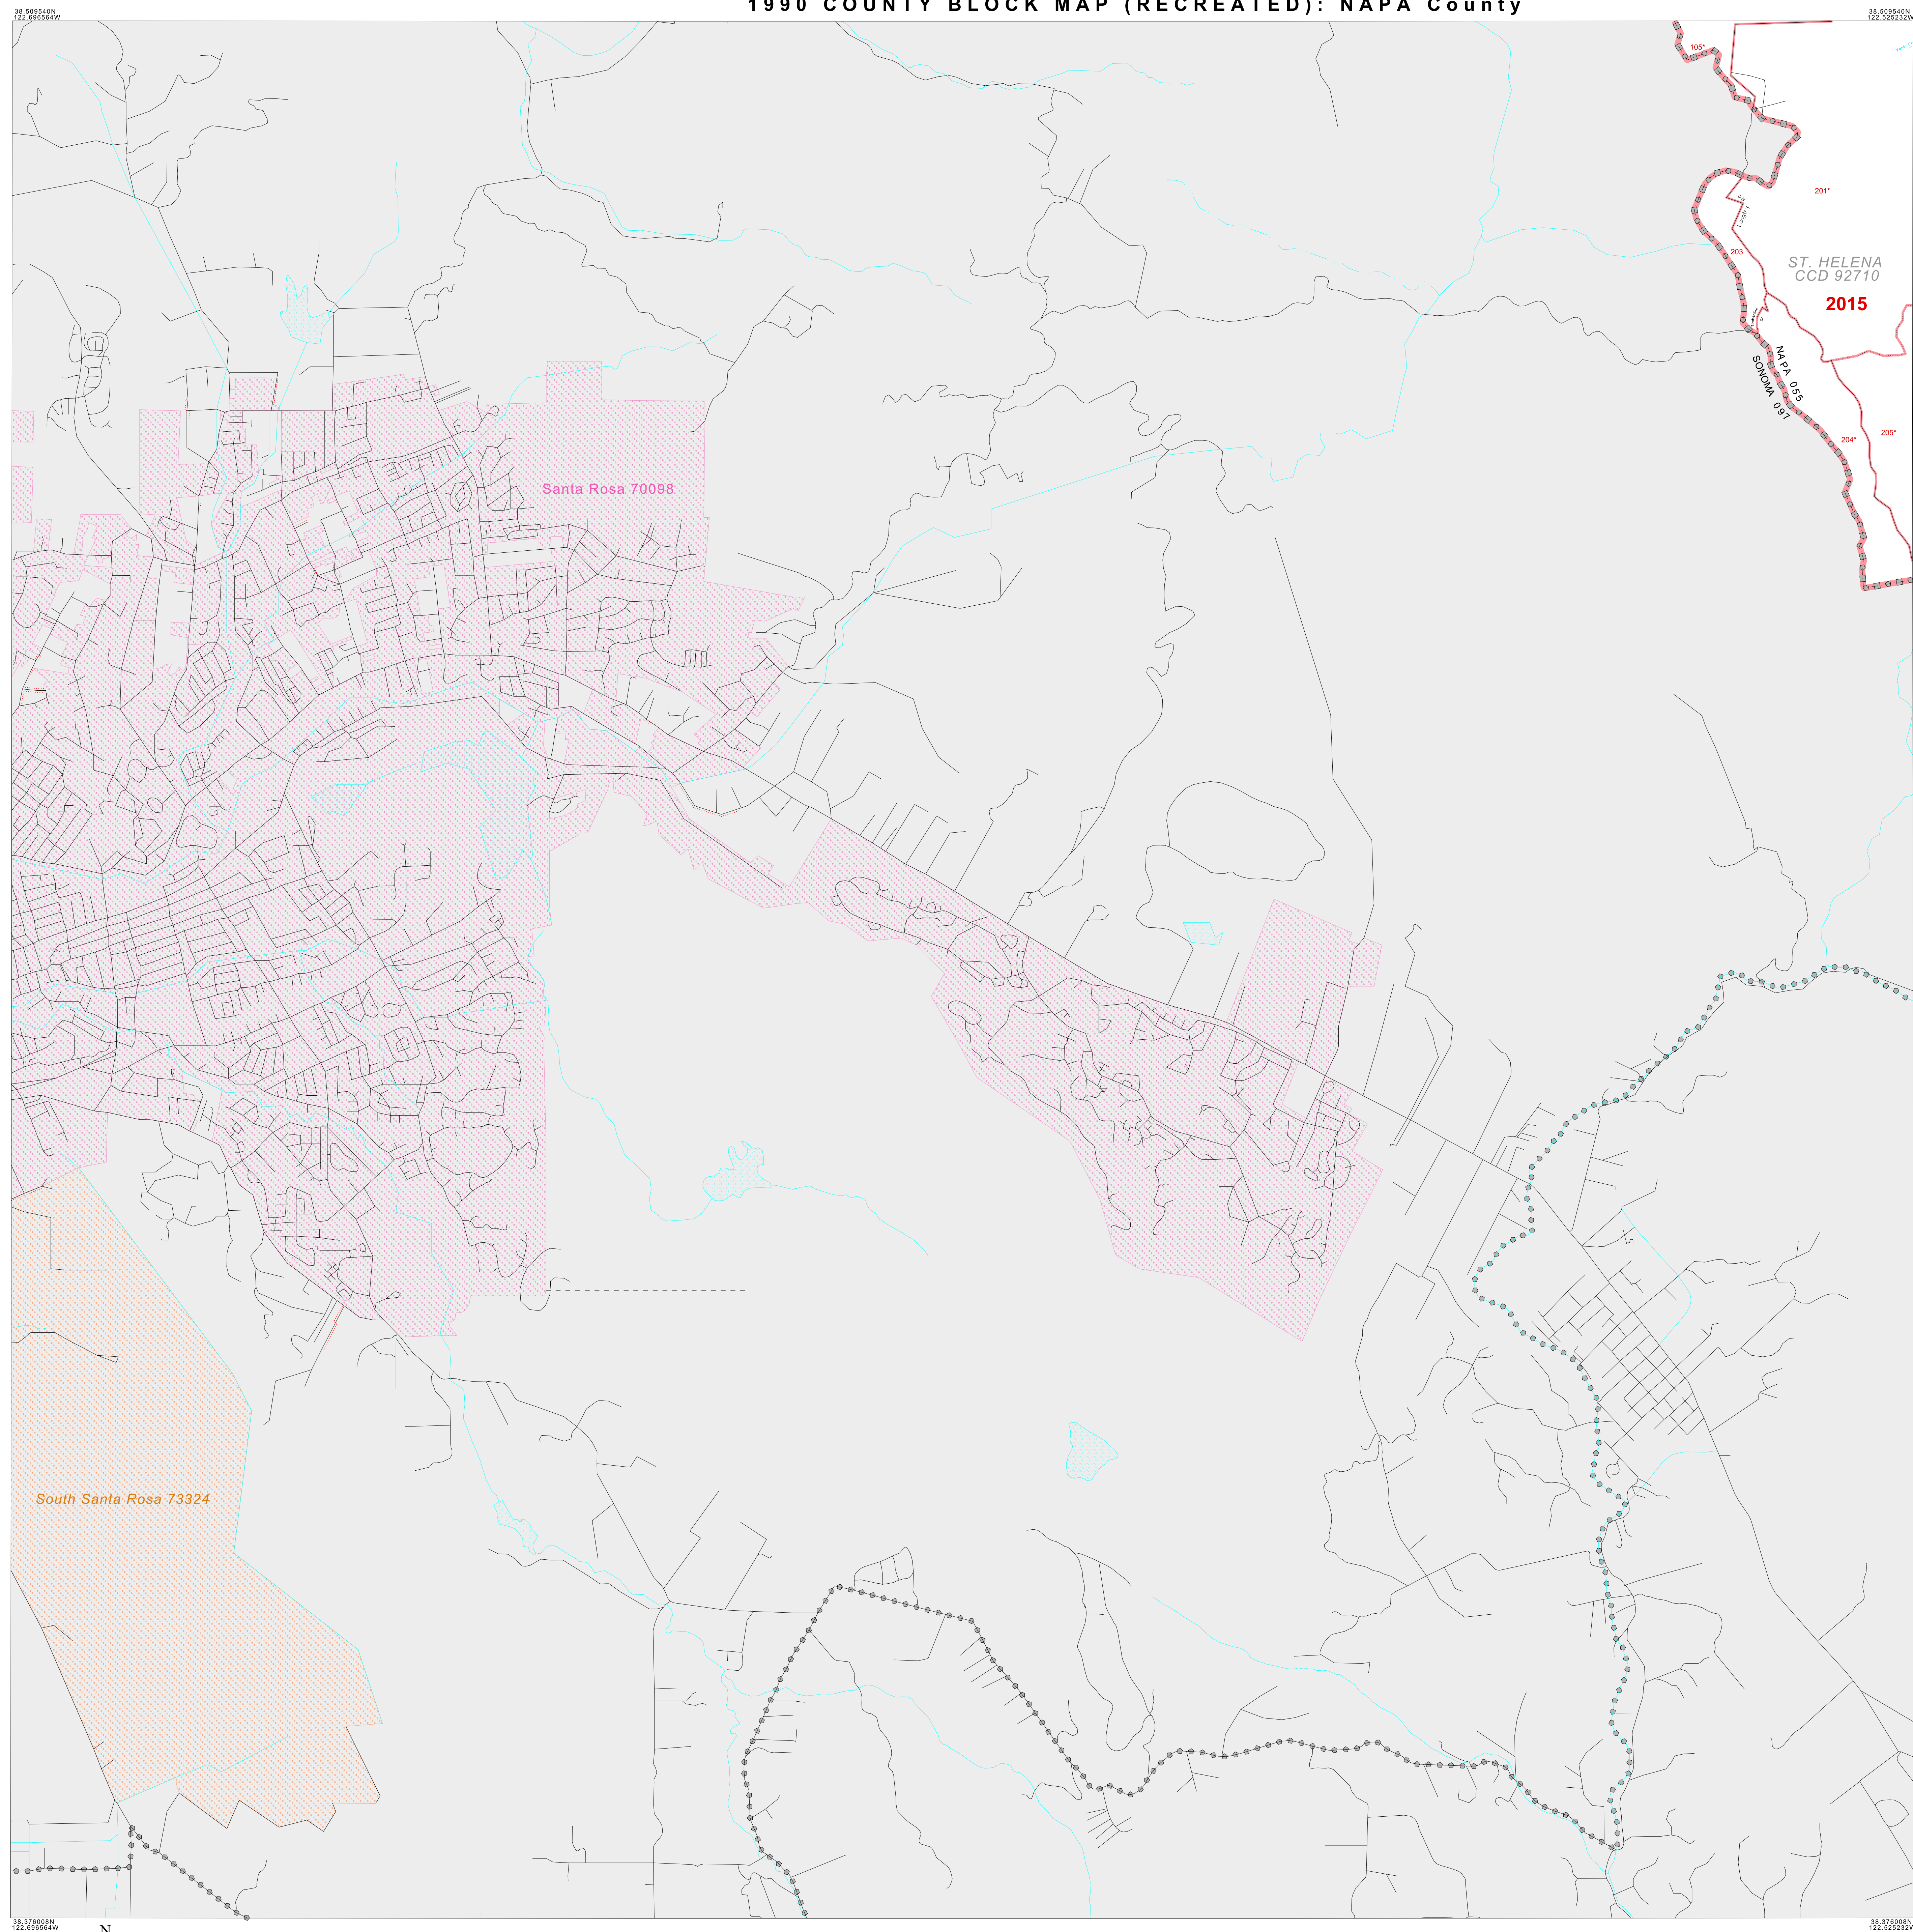 1990 COUNTY BLOCK MAP (RECREATED): NAPA County
38.509540N
122.696564W
38.509540N
122.525232W
105*
201*
Langtr y
Rd
203
ST. HELENA
CCD 92710
2015
NAPA 055
SONOMA 097
204*
205*
Santa Rosa 70098
South Santa Rosa 73324
38.376008N
122.696564W
38.376008N
122.525232W
N